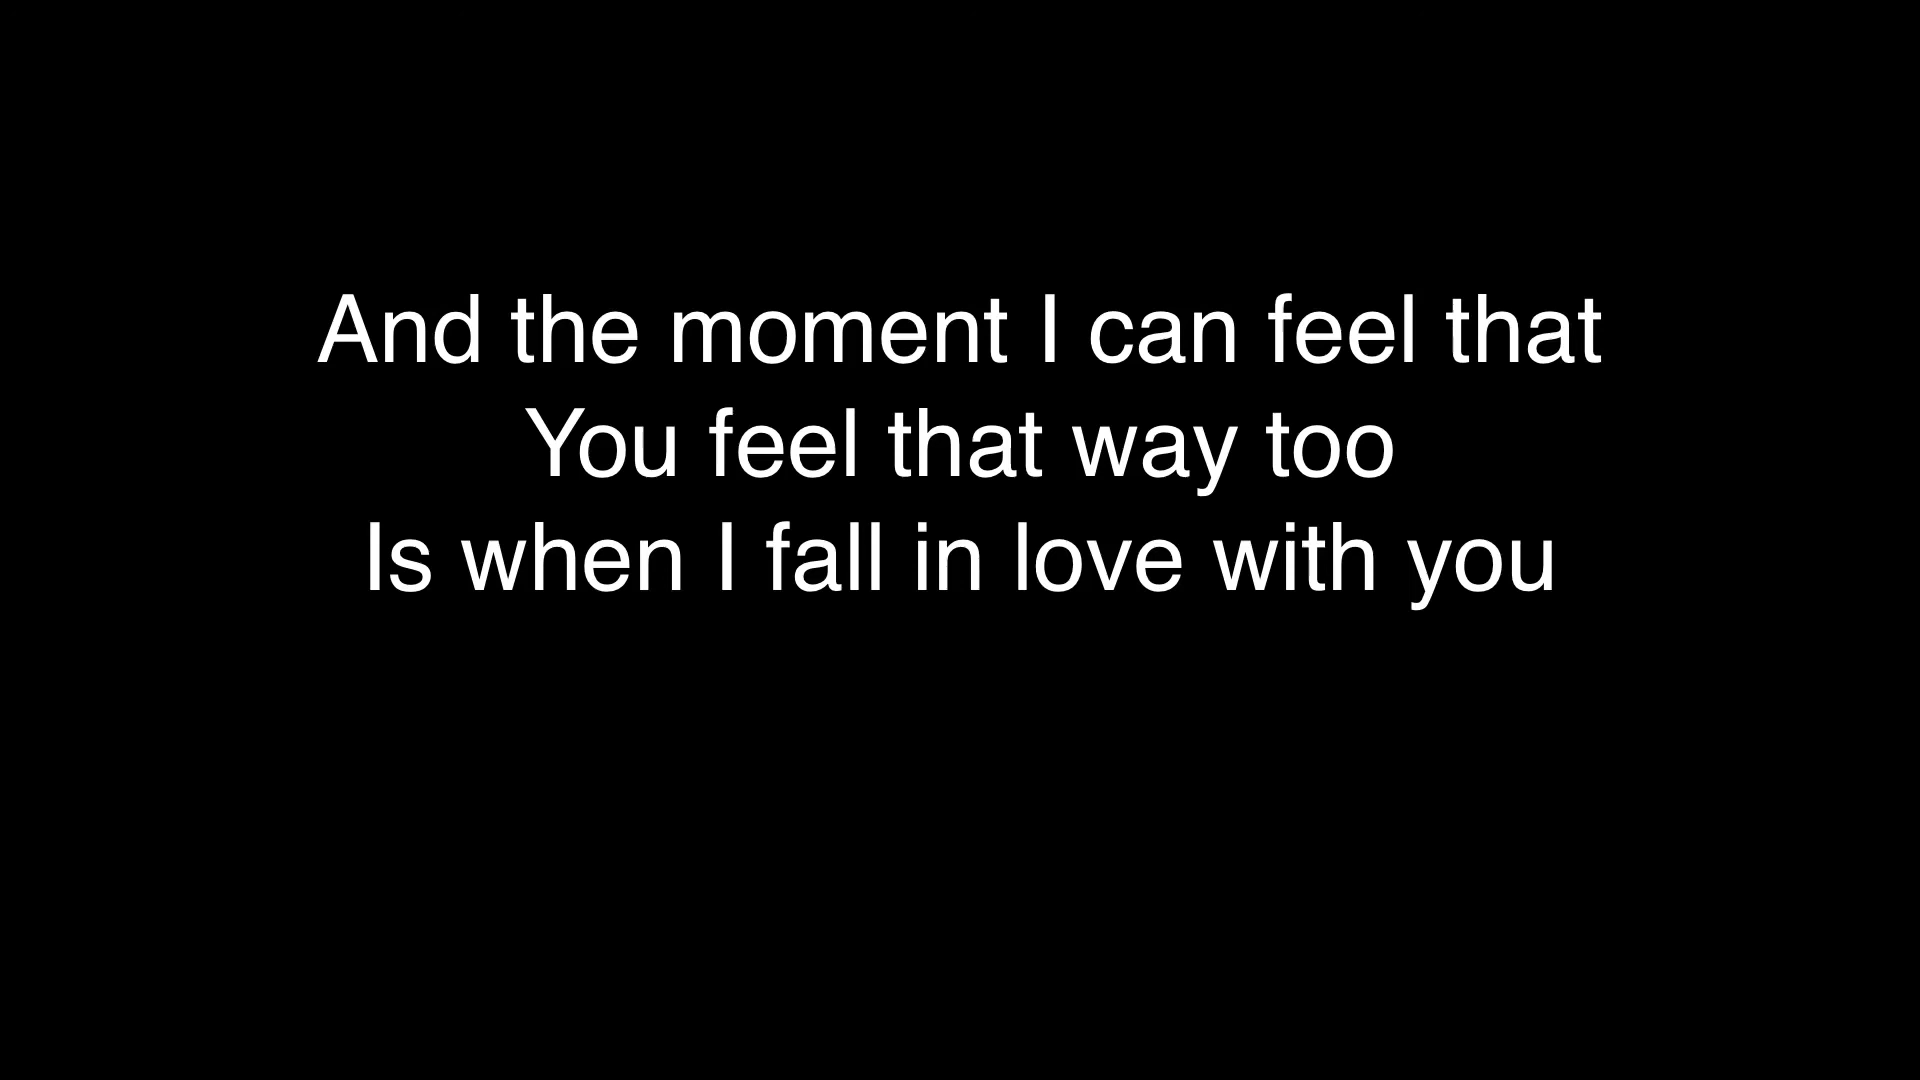 And the moment I can feel that
You feel that way too
Is when I fall in love with you